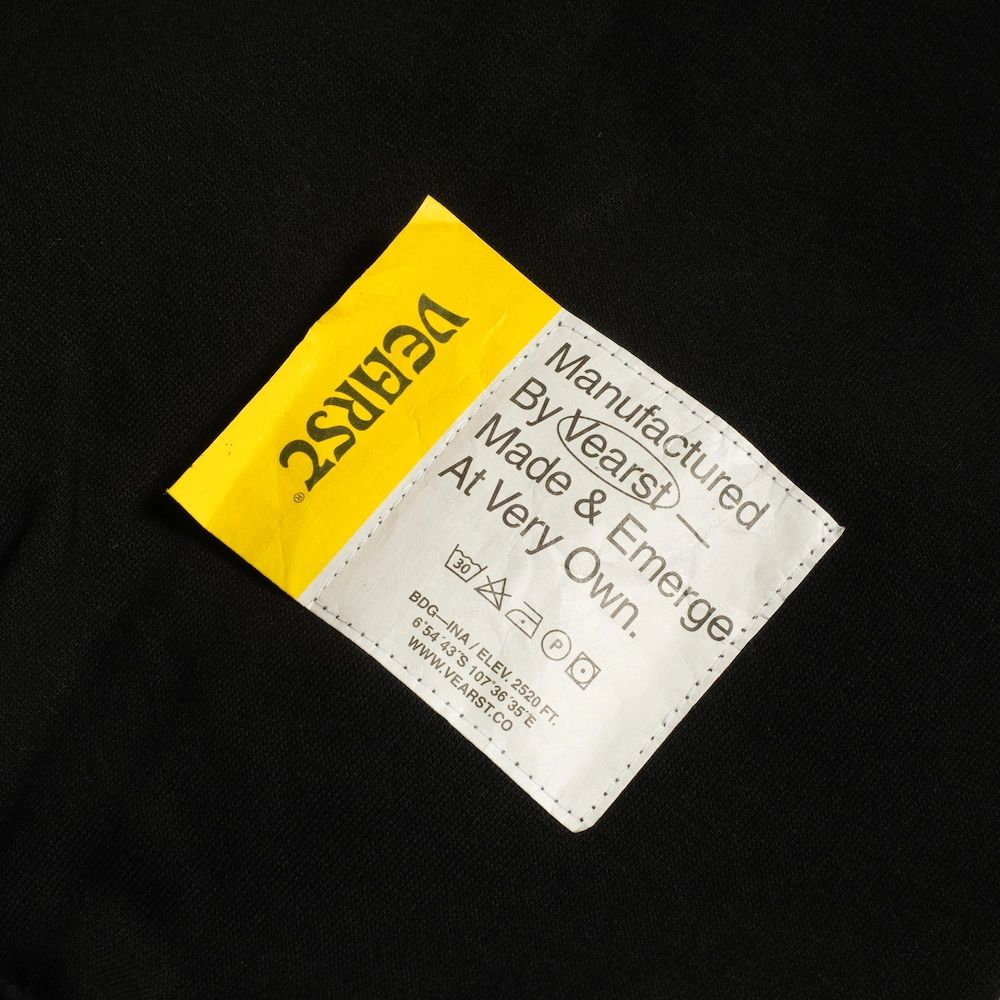 VEARST®
Manufactured
By Vearst —
Made & Emerge
At Very Own.
30 P
BDG—INA / ELEV. 2520 FT.
6°54´43˝S 107°36´35˝E
WWW.VEARST.CO